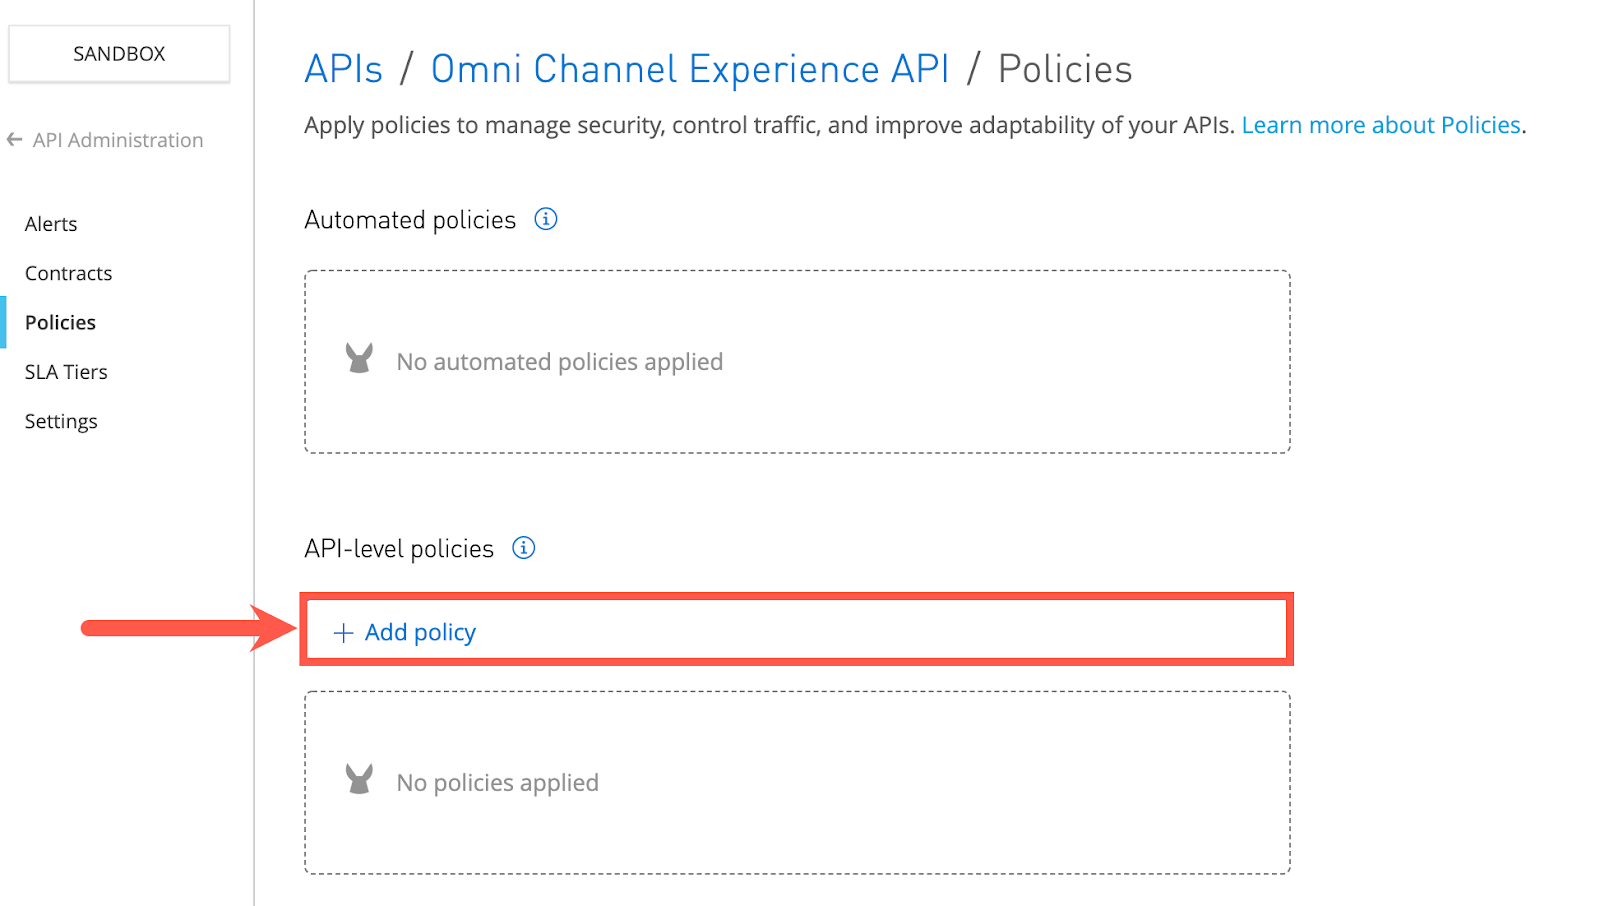 SANDBOX
API Administration
Alerts
Contracts
Policies
SLA Tiers
Settings
APIs / Omni Channel Experience API / Policies
Apply policies to manage security, control traffic, and improve adaptability of your APIs. Learn more about Policies.
Automated policies
No automated policies applied
API-level policies
+ Add policy
No policies applied